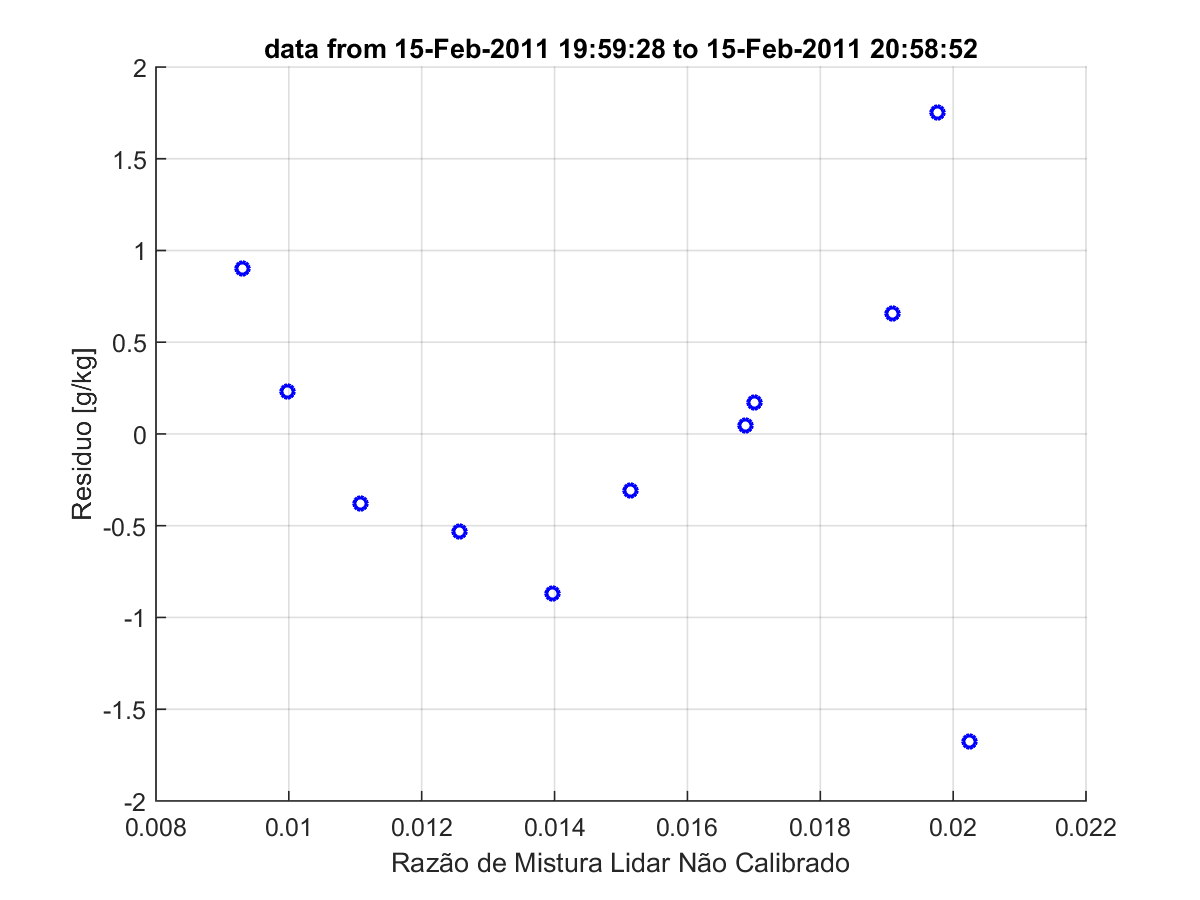 data from 15-Feb-2011 19:59:28 to 15-Feb-2011 20:58:52
2
1.5
1
0.5
0
-0.5
-1
-1.5
-2
Residuo [g/kg]
0.008 0.01 0.012 0.014 0.016 0.018 0.02 0.022
Razão de Mistura Lidar Não Calibrado